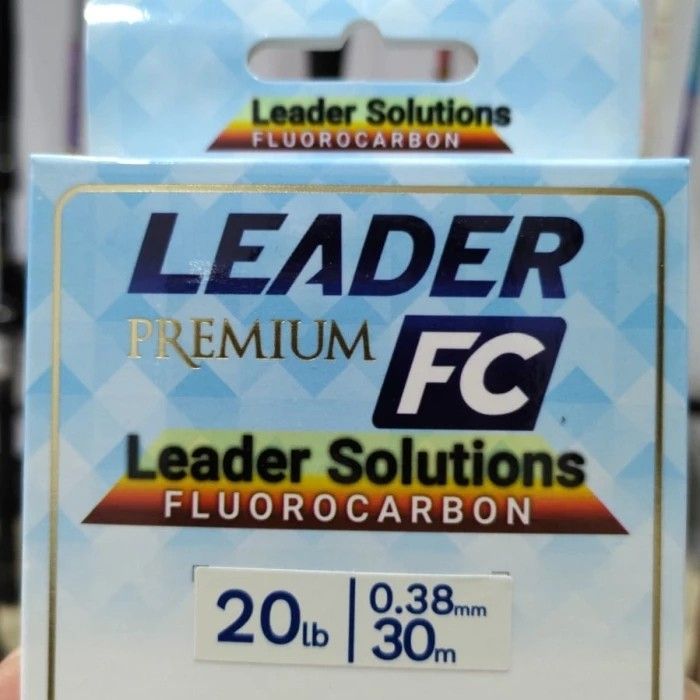 Leader Solutions
FLUOROCARBON
LEADER
PREMIUM FC
Leader Solutions
FLUOROCARBON
20lb
0.38mm
30m